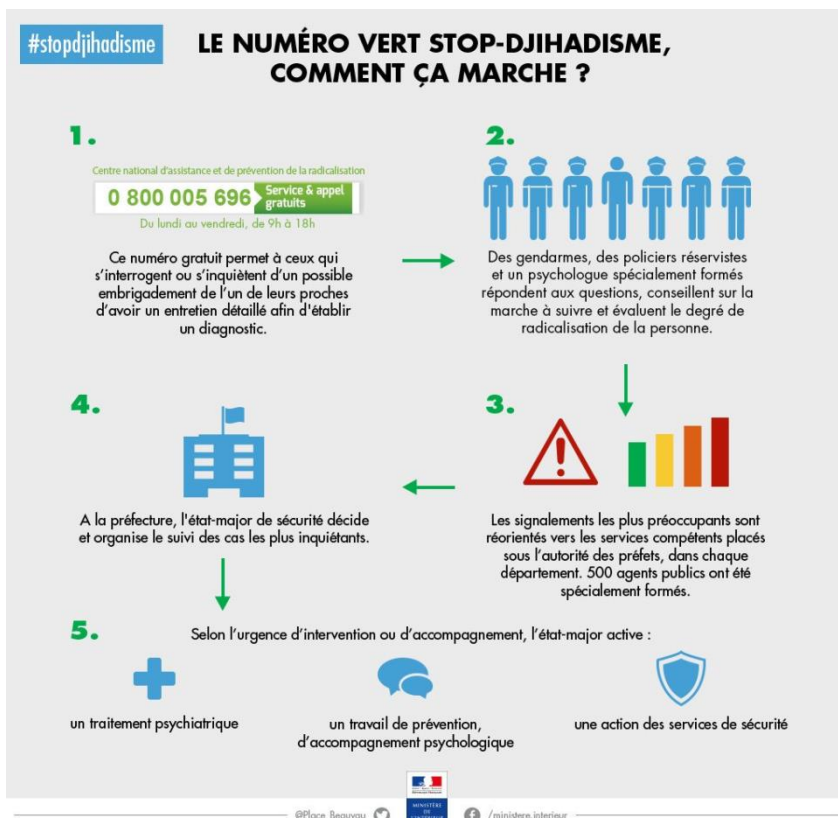 #stopdjihadisme
LE NUMÉRO VERT STOP-DJIHADISME,
COMMENT ÇA MARCHE ?
1.
Centre national d'assistance et de prévention de la radicalisation
0 800 005 696
Service & appel
gratuits
Du lundi au vendredi, de 9h à 18h
Ce numéro gratuit permet à ceux qui
s'interrogent ou s'inquiètent d'un possible
embrigadement de l'un de leurs proches
d'avoir un entretien détaillé afin d'établir
un diagnostic.
2.
Des gendarmes, des policiers réservistes
et un psychologue spécialement formés
répondent aux questions, conseillent sur la
marche à suivre et évaluent le degré de
radicalisation de la personne.
3.
Les signalements les plus préoccupants sont
réorientés vers les services compétents placés
sous l'autorité des préfets, dans chaque
département. 500 agents publics ont été
spécialement formés.
4.
A la préfecture, l'état-major de sécurité décide
et organise le suivi des cas les plus inquiétants.
5.
Selon l'urgence d'intervention ou d'accompagnement, l'état-major active :
un traitement psychiatrique
un travail de prévention,
d'accompagnement psychologique
une action des services de sécurité
@Place_Beauvau
MINISTÈRE
DE
L'INTÉRIEUR
/ministere.interieur